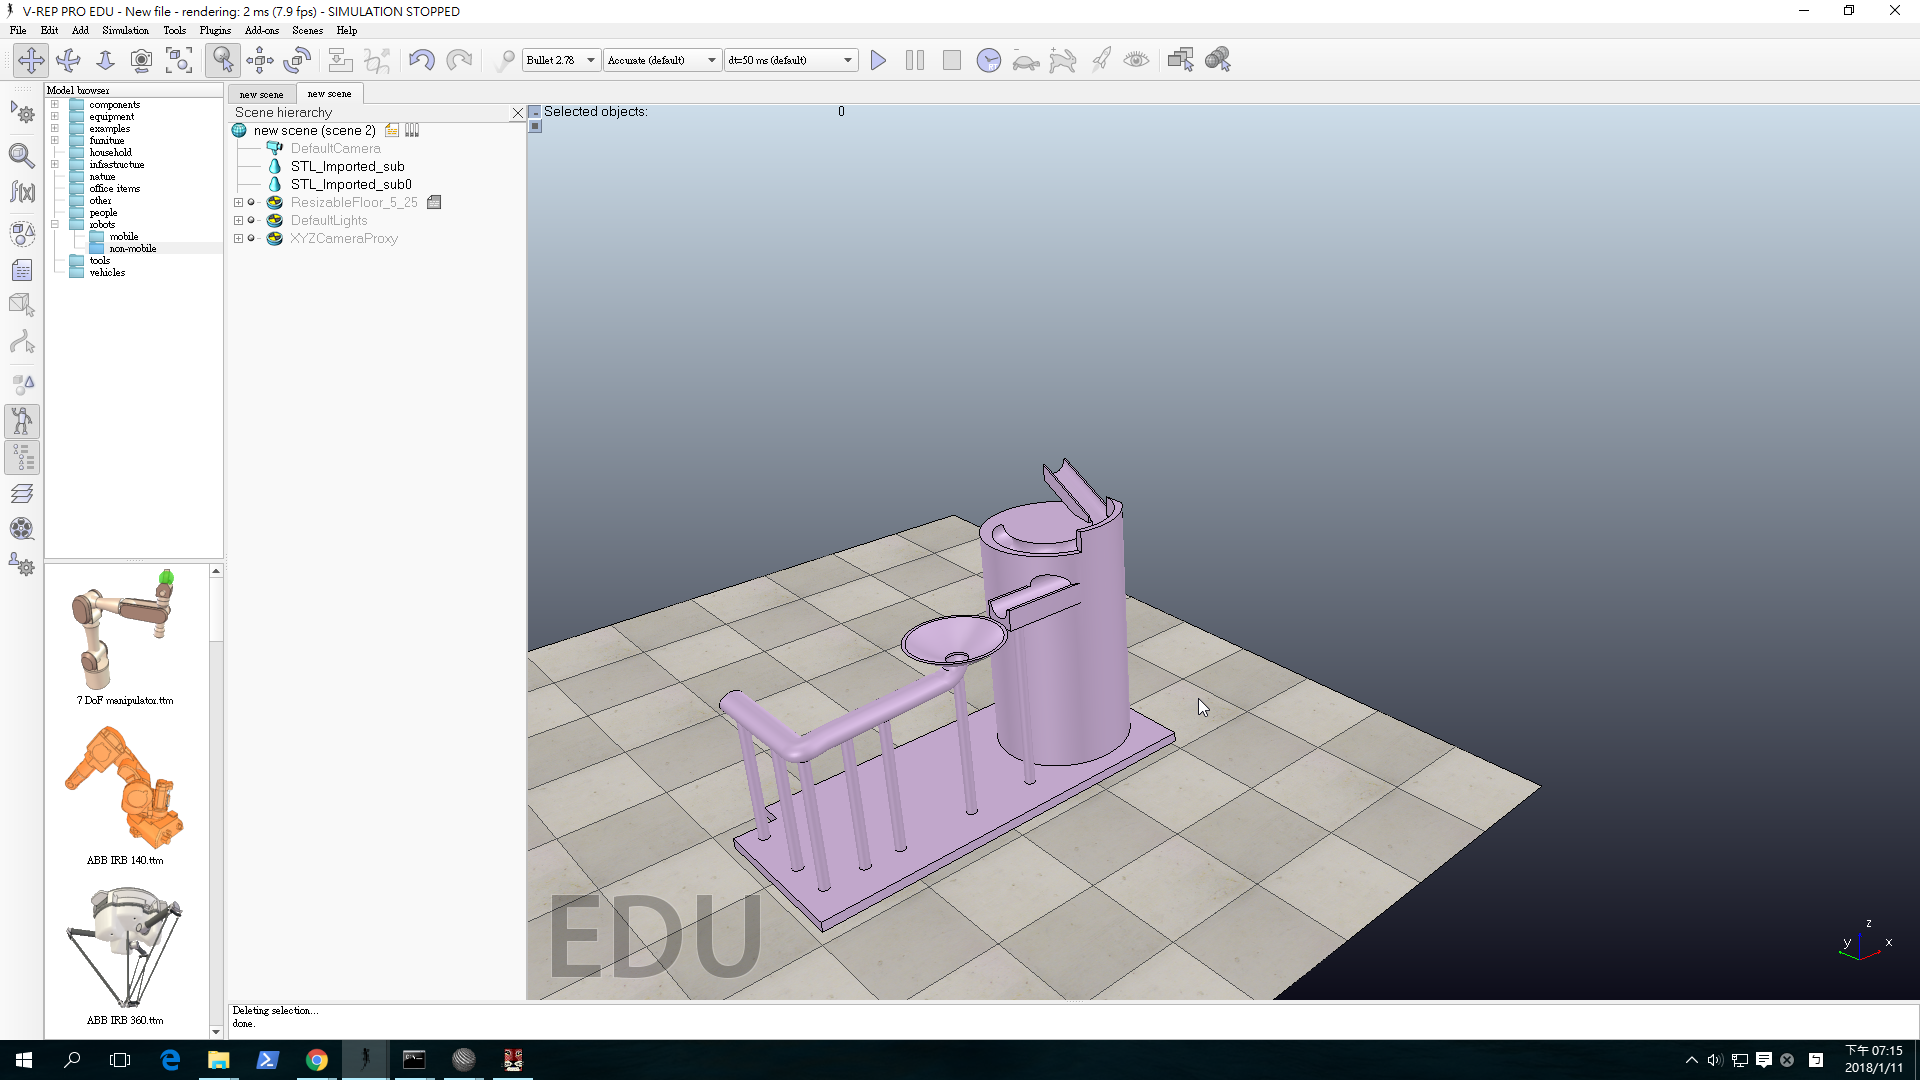 V-REP PRO EDU - New file - rendering: 2 ms (7.9 fps) - SIMULATION STOPPED
File Edit Add Simulation Tools Plugins Add-ons Scenes Help
Bullet 2.78 Accurate (default) dt=50 ms (default)
Model browser
components
equipment
examples
furniture
household
infrastructure
nature
office items
other
people
robots
mobile
non-mobile
tools
vehicles
7 DoF manipulator.ttm
ABB IRB 140.ttm
ABB IRB 360.ttm
new scene new scene
Scene hierarchy
new scene (scene 2)
DefaultCamera
STL_Imported_sub
STL_Imported_sub0
ResizableFloor_5_25
DefaultLights
XYZCameraProxy
Selected objects: 0
EDU
z
y x
Deleting selection...
done.
下午 07:15
2018/1/11